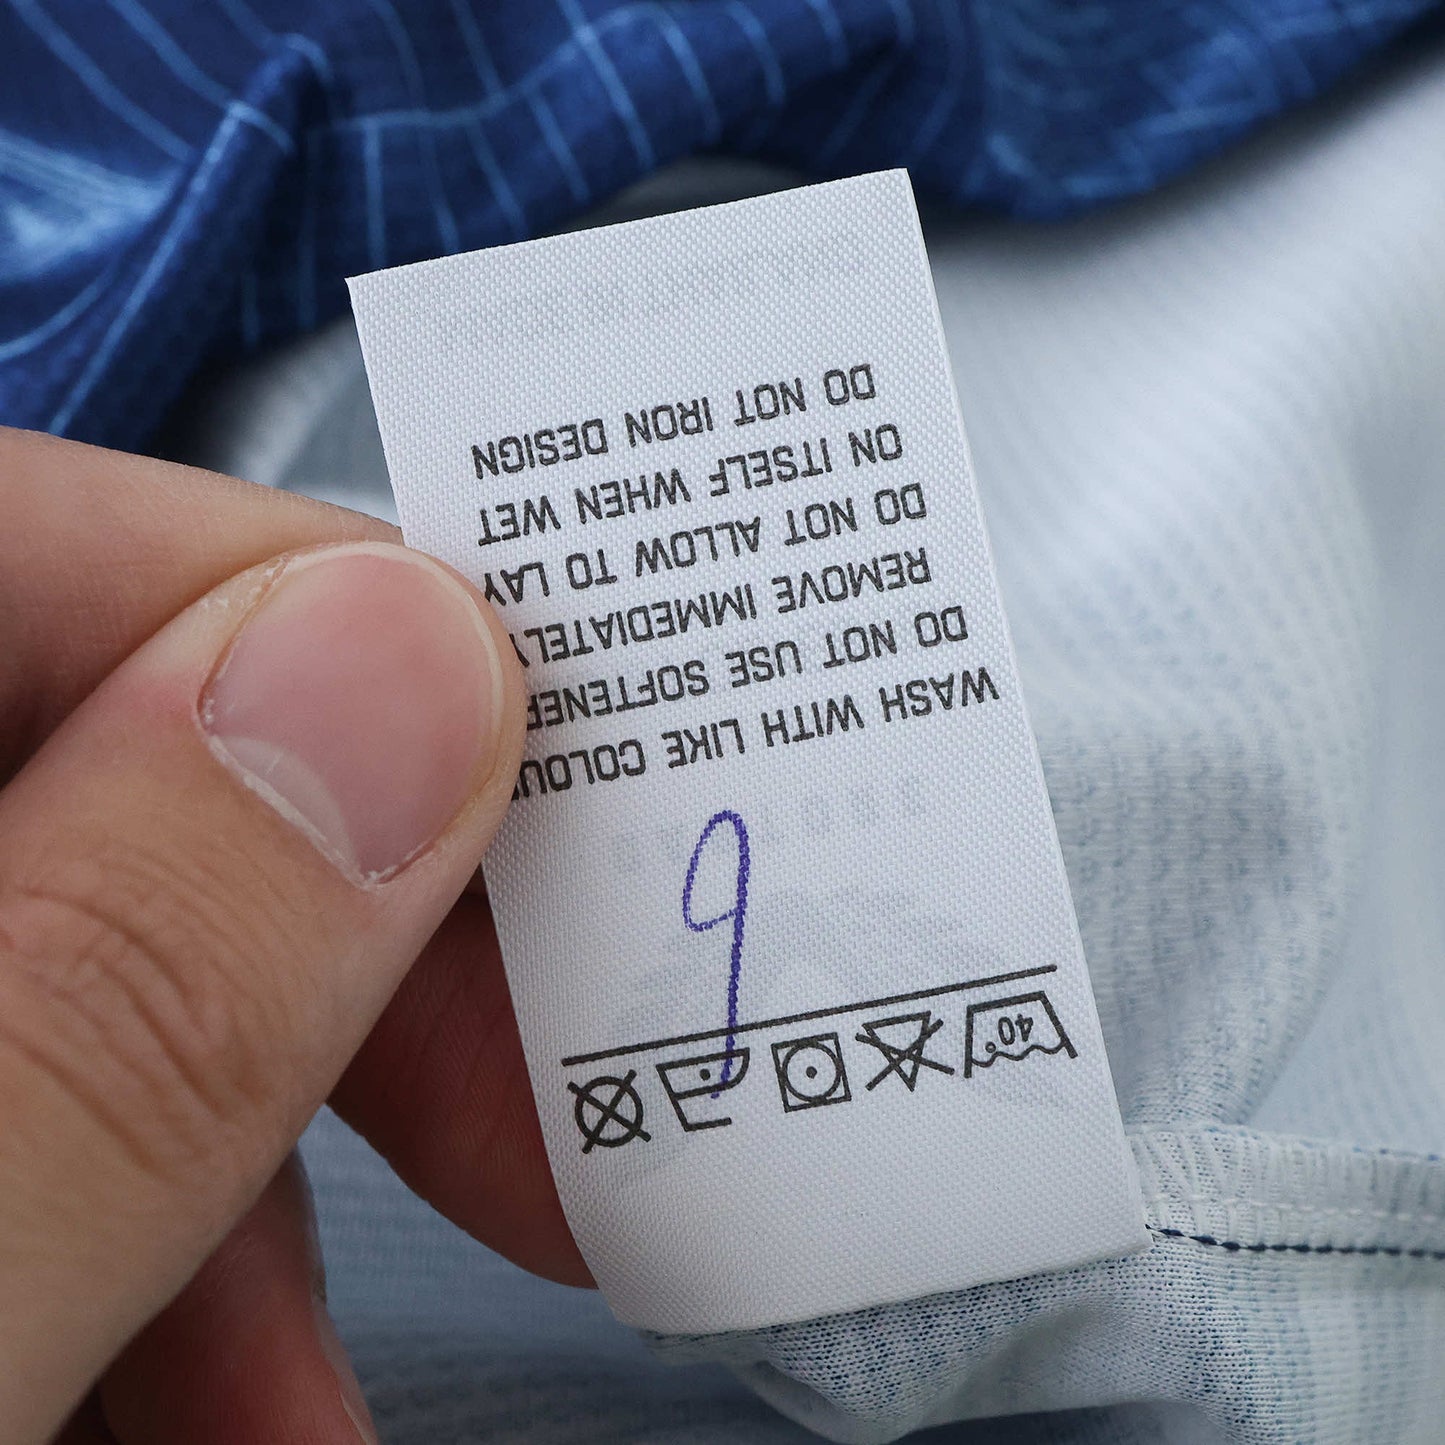 40°
6
WASH WITH LIKE COLOU
DO NOT USE SOFTENER
REMOVE IMMEDIATELY
DO NOT ALLOW TO LAY
ON ITSELF WHEN WET
DO NOT IRON DESIGN